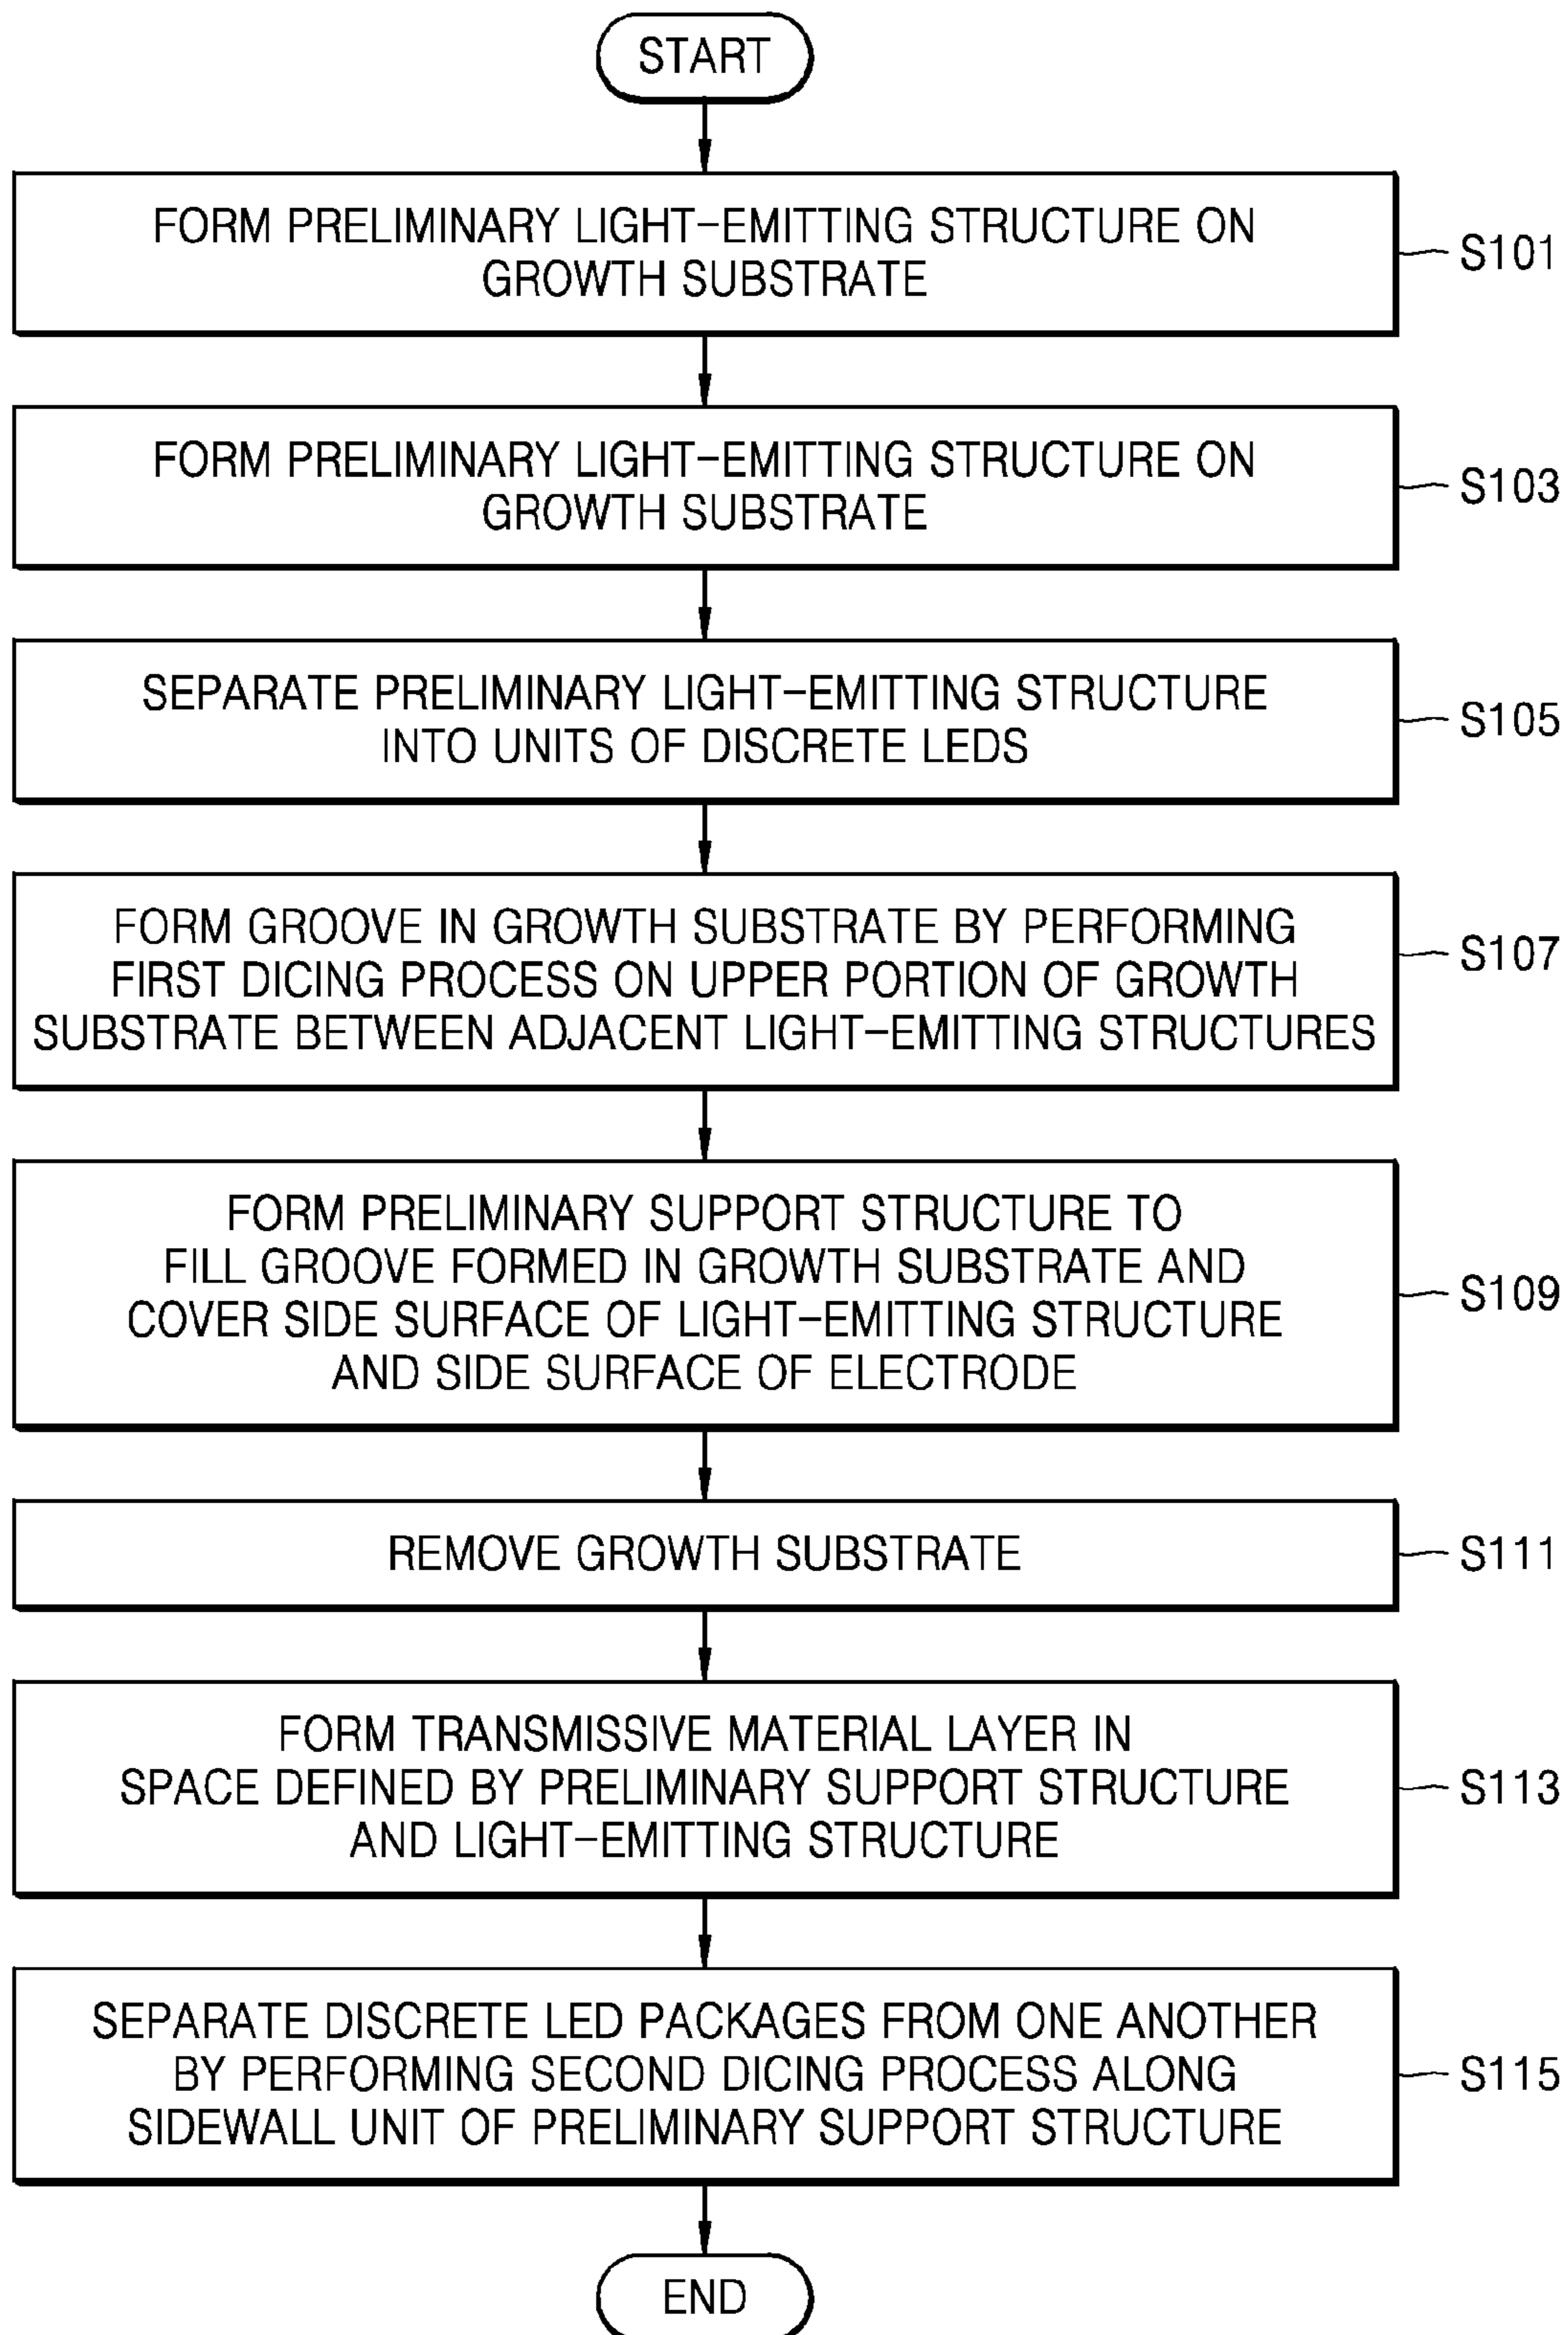 START
FORM PRELIMINARY LIGHT-EMITTING STRUCTURE ON
GROWTH SUBSTRATE
S101
FORM PRELIMINARY LIGHT-EMITTING STRUCTURE ON
GROWTH SUBSTRATE
S103
SEPARATE PRELIMINARY LIGHT-EMITTING STRUCTURE
INTO UNITS OF DISCRETE LEDS
S105
FORM GROOVE IN GROWTH SUBSTRATE BY PERFORMING
FIRST DICING PROCESS ON UPPER PORTION OF GROWTH
SUBSTRATE BETWEEN ADJACENT LIGHT-EMITTING STRUCTURES
S107
FORM PRELIMINARY SUPPORT STRUCTURE TO
FILL GROOVE FORMED IN GROWTH SUBSTRATE AND
COVER SIDE SURFACE OF LIGHT-EMITTING STRUCTURE
AND SIDE SURFACE OF ELECTRODE
S109
REMOVE GROWTH SUBSTRATE
S111
FORM TRANSMISSIVE MATERIAL LAYER IN
SPACE DEFINED BY PRELIMINARY SUPPORT STRUCTURE
AND LIGHT-EMITTING STRUCTURE
S113
SEPARATE DISCRETE LED PACKAGES FROM ONE ANOTHER
BY PERFORMING SECOND DICING PROCESS ALONG
SIDEWALL UNIT OF PRELIMINARY SUPPORT STRUCTURE
S115
END